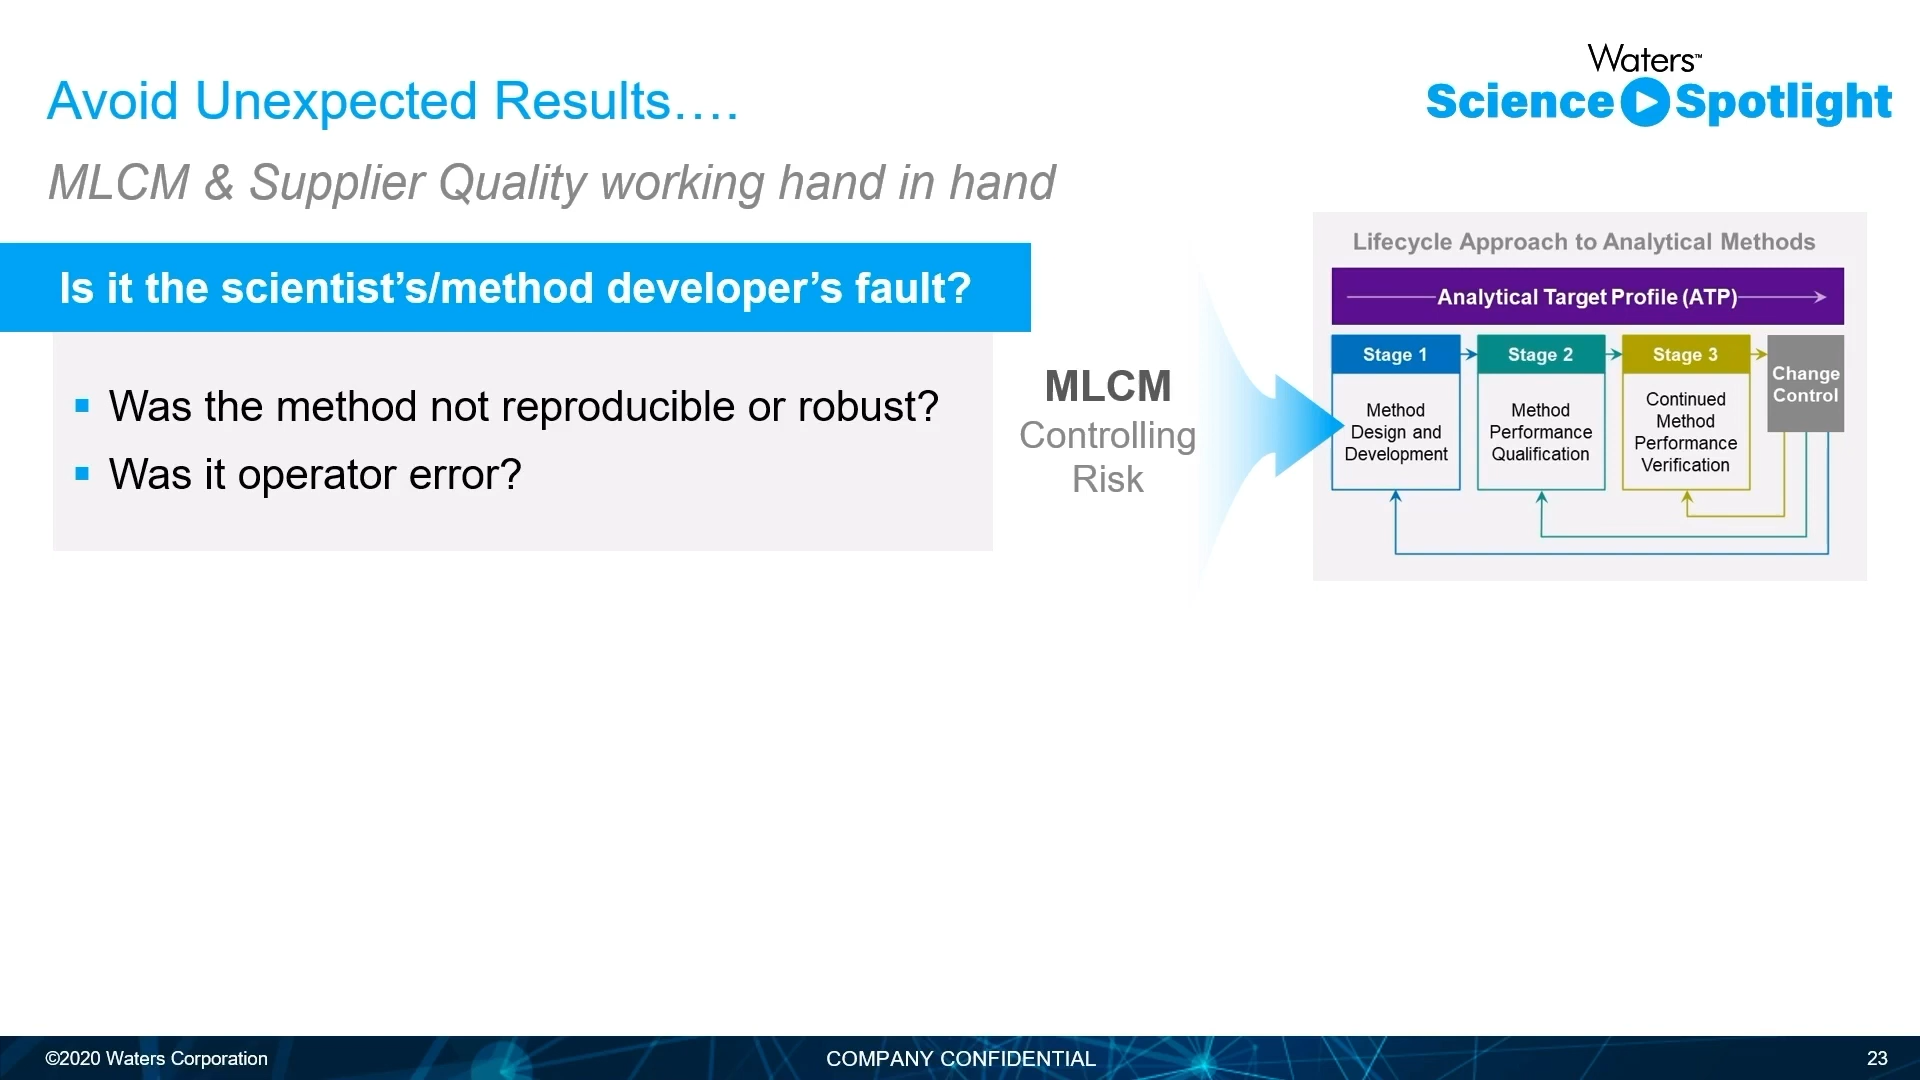 Waters™
Science Spotlight
Avoid Unexpected Results….
MLCM & Supplier Quality working hand in hand
Is it the scientist’s/method developer’s fault?
▪ Was the method not reproducible or robust?
▪ Was it operator error?
MLCM
Controlling
Risk
Lifecycle Approach to Analytical Methods
Analytical Target Profile (ATP)
Stage 1
Method
Design and
Development
Stage 2
Method
Performance
Qualification
Stage 3
Continued
Method
Performance
Verification
Change
Control
©2020 Waters Corporation
COMPANY CONFIDENTIAL
23